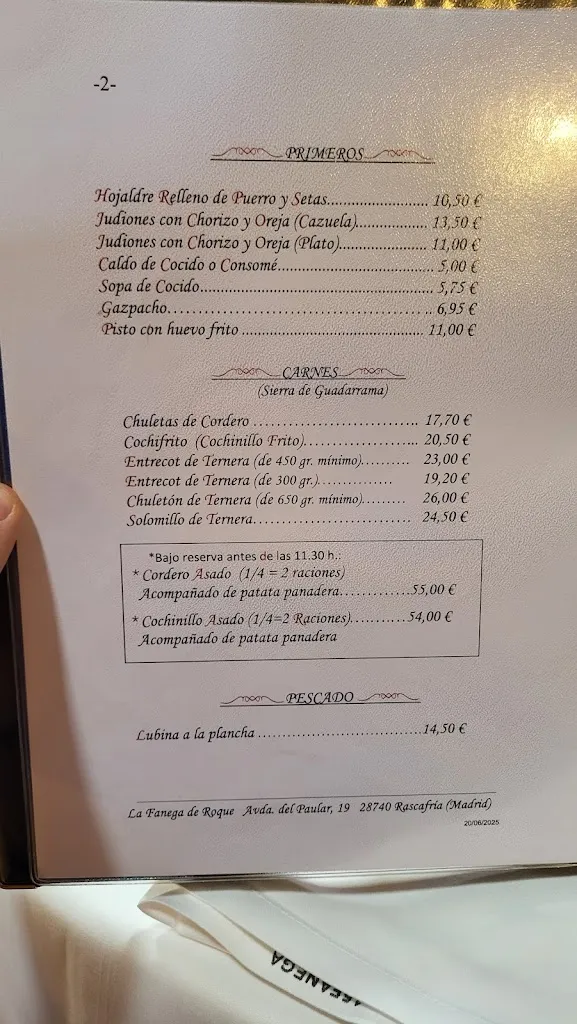 -2-
PRIMEROS
Hojaldre Relleno de Puerro y Setas........................ 10,50 €
Judiones con Chorizo y Oreja (Cazuela)................. 13,50 €
Judiones con Chorizo y Oreja (Plato)..................... 11,00 €
Caldo de Cocido o Consomé...................................... 5,00 €
Sopa de Cocido........................................................ 5,75 €
Gazpacho........................................ 6,95 €
Pisto con huevo frito ............................................. 11,00 €
CARNES
(Sierra de Guadarrama)
Chuletas de Cordero .............................. 17,70 €
Cochifrito (Cochinillo Frito)..................... 20,50 €
Entrecot de Ternera (de 450 gr. mínimo).......... 23,00 €
Entrecot de Ternera (de 300 gr.)............... 19,20 €
Chuletón de Ternera (de 650 gr. mínimo)......... 26,00 €
Solomillo de Ternera............................. 24,50 €
*Bajo reserva antes de las 11.30 h.:
* Cordero Asado (1/4 = 2 raciones)
Acompañado de patata panadera.............55,00 €
* Cochinillo Asado (1/4=2 Raciones)..........54,00 €
Acompañado de patata panadera
PESCADO
Lubina a la plancha ..................................14,50 €
La Fanega de Roque Avda. del Paular, 19 28740 Rascafría (Madrid)
20/06/2025